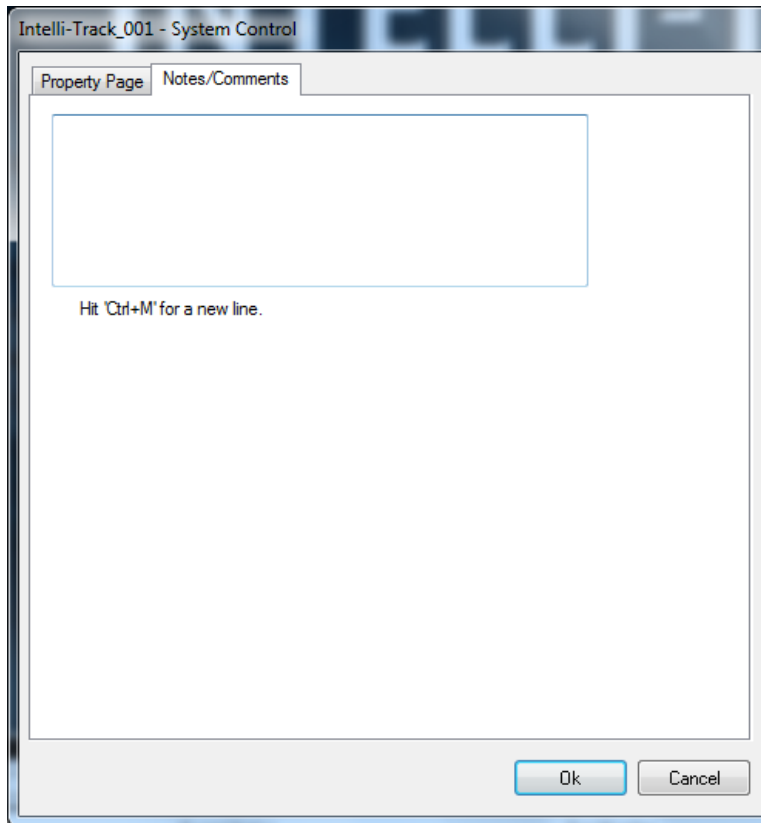 Intelli-Track_001 - System Control
Property Page
Notes/Comments
Hit 'Ctrl+M' for a new line.
Ok
Cancel